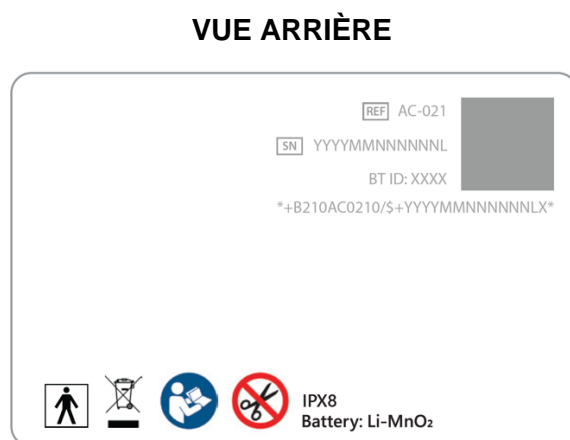 VUE ARRIÈRE
REF AC-021
SN YYYYMMNNNNNNL
BT ID: XXXX
*+B210AC0210/$+YYYYMMNNNNNNLX*
IPX8
Battery: Li-MnO₂